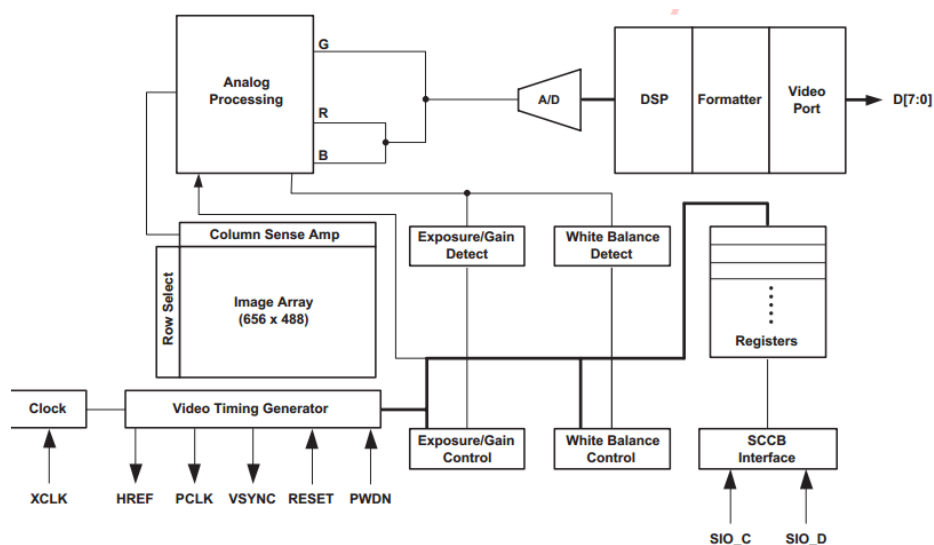 G
Analog
Processing
R
B
A/D
DSP
Formatter
Video
Port
D[7:0]
Column Sense Amp
Row Select
Image Array
(656 x 488)
Exposure/Gain
Detect
White Balance
Detect
Registers
Clock
Video Timing Generator
Exposure/Gain
Control
White Balance
Control
SCCB
Interface
XCLK
HREF
PCLK
VSYNC
RESET
PWDN
SIO_C
SIO_D